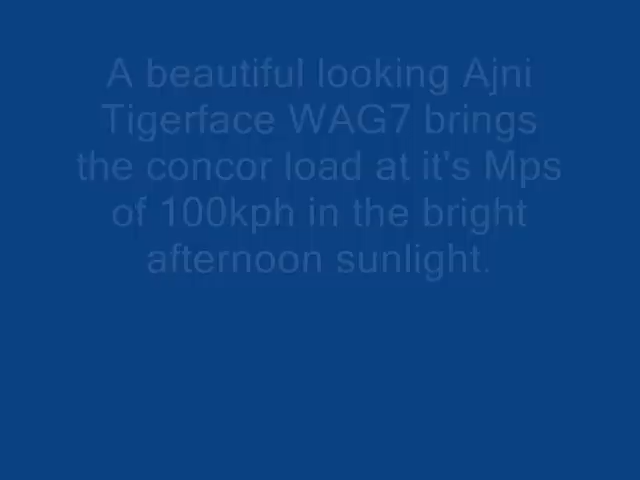 A beautiful looking Ajni
Tigerface WAG7 brings
the concor load at it's Mps
of 100kph in the bright
afternoon sunlight.